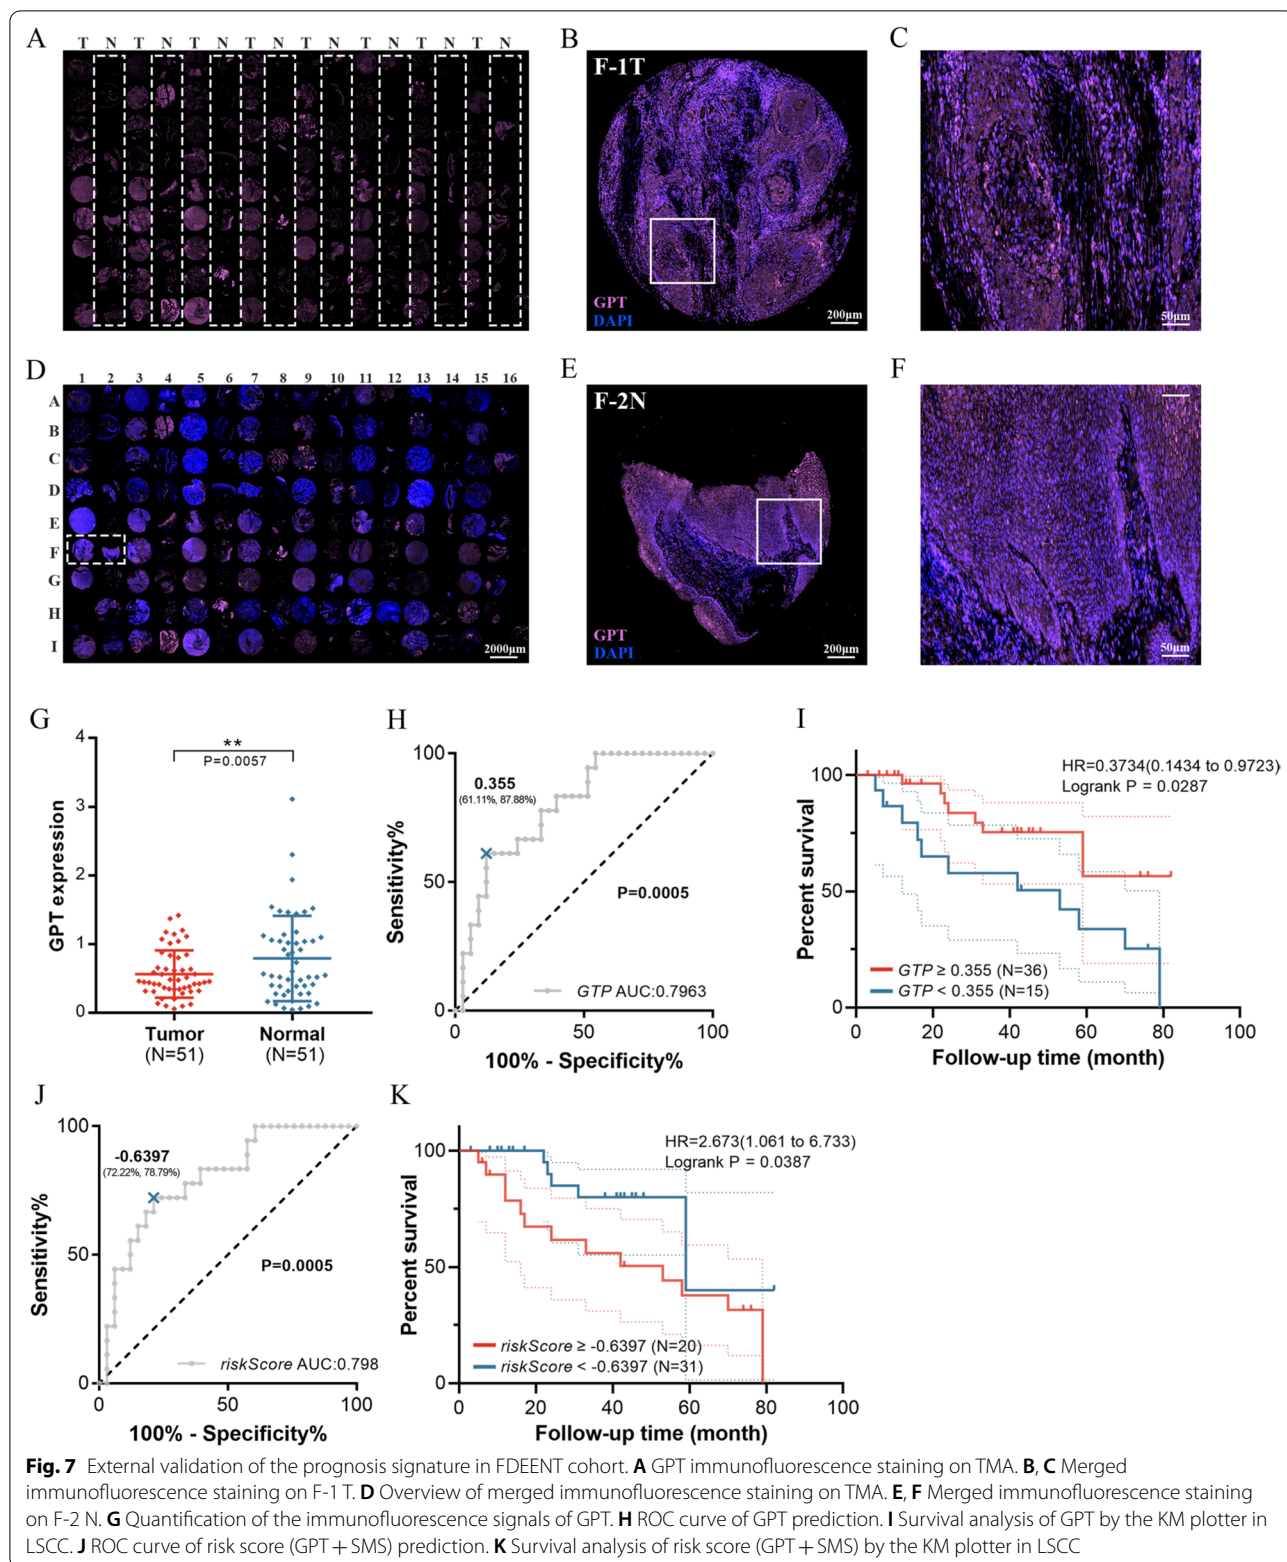 A
T N T N T N T N T N T N T N T N
B
F-1T
GPT
DAPI
200µm
C
50µm
D
1 2 3 4 5 6 7 8 9 10 11 12 13 14 15 16
A
B
C
D
E
F
G
H
I
2000µm
E
F-2N
GPT
DAPI
200µm
F
50µm
G
GPT expression
4
3
2
1
0
**
P=0.0057
Tumor
(N=51)
Normal
(N=51)
H
Sensitivity%
100
50
0
0.355
(61.11%, 87.88%)
P=0.0005
GTP AUC:0.7963
0 50 100
100% - Specificity%
I
Percent survival
100
50
0
HR=0.3734(0.1434 to 0.9723)
Logrank P = 0.0287
GTP ≥ 0.355 (N=36)
GTP < 0.355 (N=15)
0 20 40 60 80 100
Follow-up time (month)
J
Sensitivity%
100
50
0
-0.6397
(72.22%, 78.79%)
P=0.0005
riskScore AUC:0.798
0 50 100
100% - Specificity%
K
Percent survival
100
50
0
HR=2.673(1.061 to 6.733)
Logrank P = 0.0387
riskScore ≥ -0.6397 (N=20)
riskScore < -0.6397 (N=31)
0 20 40 60 80 100
Follow-up time (month)
Fig. 7 External validation of the prognosis signature in FDEENT cohort. A GPT immunofluorescence staining on TMA. B, C Merged
immunofluorescence staining on F-1 T. D Overview of merged immunofluorescence staining on TMA. E, F Merged immunofluorescence staining
on F-2 N. G Quantification of the immunofluorescence signals of GPT. H ROC curve of GPT prediction. I Survival analysis of GPT by the KM plotter in
LSCC. J ROC curve of risk score (GPT + SMS) prediction. K Survival analysis of risk score (GPT + SMS) by the KM plotter in LSCC